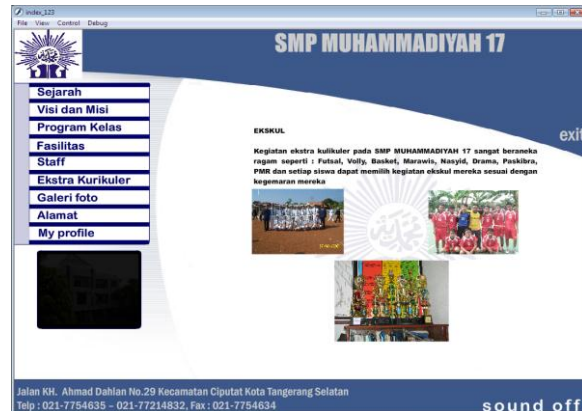 index_123
File View Control Debug
SMP MUHAMMADIYAH 17
Sejarah
Visi dan Misi
Program Kelas
Fasilitas
Staff
Ekstra Kurikuler
Galeri foto
Alamat
My profile
exit
EKSKUL
Kegiatan ekstra kulikuler pada SMP MUHAMMADIYAH 17 sangat beraneka
ragam seperti : Futsal, Volly, Basket, Marawis, Nasyid, Drama, Paskibra,
PMR dan setiap siswa dapat memilih kegiatan ekskul mereka sesuai dengan
kegemaran mereka
Jalan KH. Ahmad Dahlan No.29 Kecamatan Ciputat Kota Tangerang Selatan
Telp : 021-7754635 – 021-77214832, Fax : 021-7754634
sound off